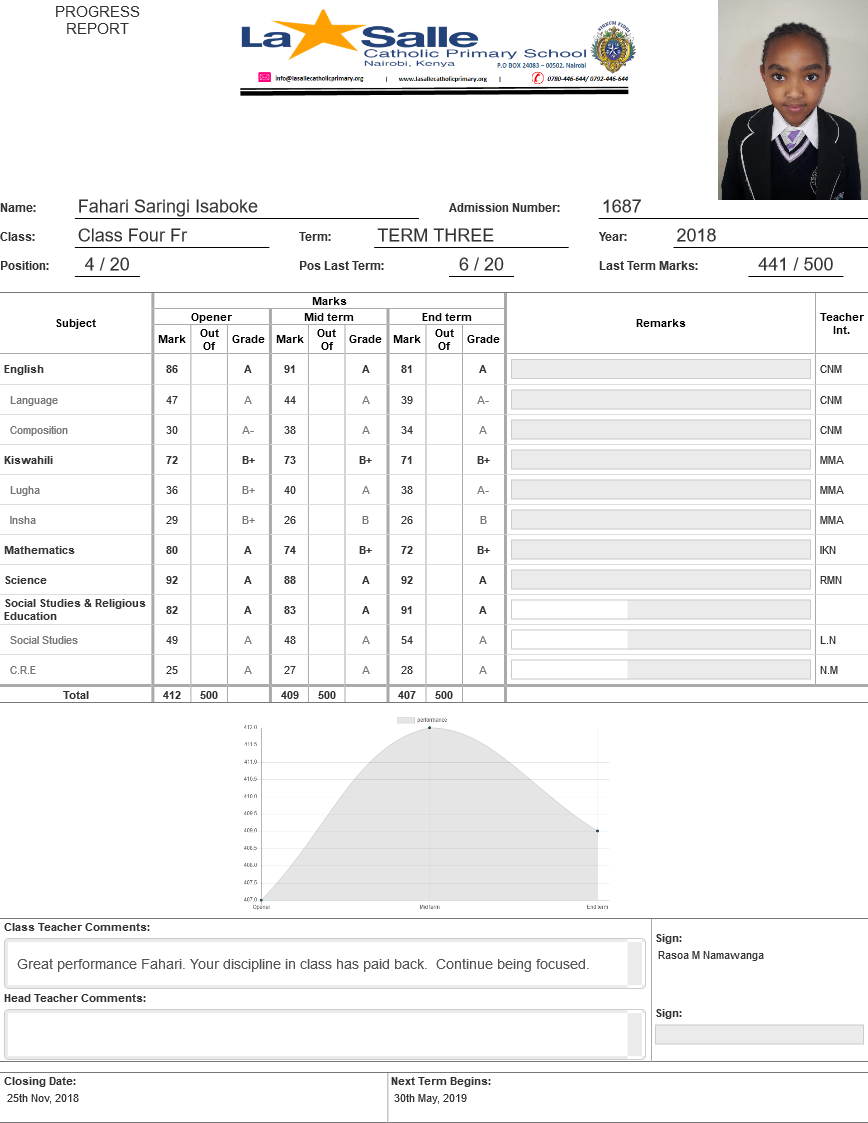 PROGRESS
REPORT
La Salle
Catholic Primary School
Nairobi, Kenya
P.O BOX 24083 – 00502, Nairobi
info@lasallecatholicprimary.org | www.lasallecatholicprimary.org | 0780-446-644/ 0792-446-644
Name: Fahari Saringi Isaboke Admission Number: 1687
Class: Class Four Fr Term: TERM THREE Year: 2018
Position: 4 / 20 Pos Last Term: 6 / 20 Last Term Marks: 441 / 500
Subject Marks Remarks Teacher Int.
Opener Mid term End term
Mark Out Of Grade Mark Out Of Grade Mark Out Of Grade
English 86 A 91 A 81 A CNM
Language 47 A 44 A 39 A- CNM
Composition 30 A- 38 A 34 A CNM
Kiswahili 72 B+ 73 B+ 71 B+ MMA
Lugha 36 B+ 40 A 38 A- MMA
Insha 29 B+ 26 B 26 B MMA
Mathematics 80 A 74 B+ 72 B+ IKN
Science 92 A 88 A 92 A RMN
Social Studies & Religious
Education 82 A 83 A 91 A
Social Studies 49 A 48 A 54 A L.N
C.R.E 25 A 27 A 28 A N.M
Total 412 500 409 500 407 500
performance
412.0
411.5
411.0
410.5
410.0
409.5
409.0
408.5
408.0
407.5
407.0
Opener Mid term End term
Class Teacher Comments:
Great performance Fahari. Your discipline in class has paid back. Continue being focused.
Sign:
Rasoa M Namawanga
Head Teacher Comments:
Sign:
Closing Date: Next Term Begins:
25th Nov, 2018 30th May, 2019